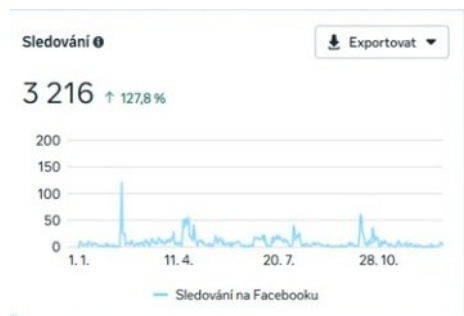 Sledování
Exportovat
3 216 ↑ 127,8 %
200
150
100
50
0
1. 1. 11. 4. 20. 7. 28. 10.
Sledování na Facebooku